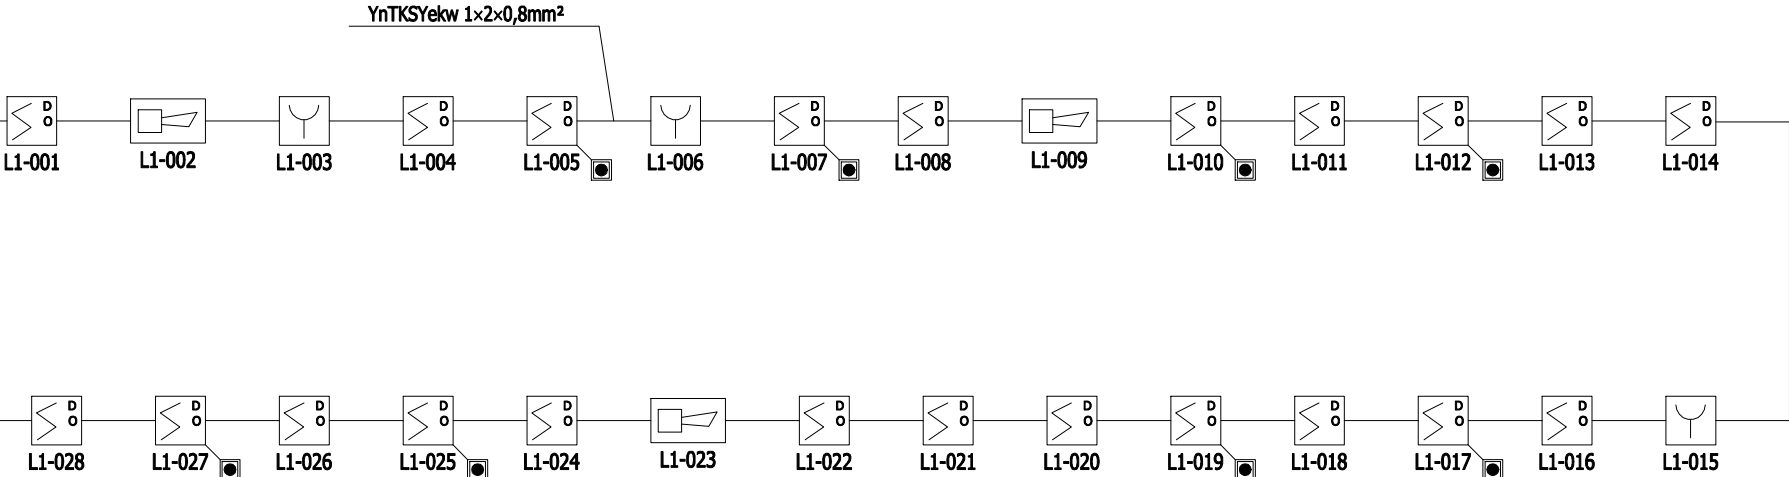 YnTKSYekw 1×2×0,8mm²
D D D D D D D D D D
O O O O O O O O O O
L1-001 L1-002 L1-003 L1-004 L1-005 L1-006 L1-007 L1-008 L1-009 L1-010 L1-011 L1-012 L1-013 L1-014
D D D D D D D D D D D D
O O O O O O O O O O O O
L1-028 L1-027 L1-026 L1-025 L1-024 L1-023 L1-022 L1-021 L1-020 L1-019 L1-018 L1-017 L1-016 L1-015